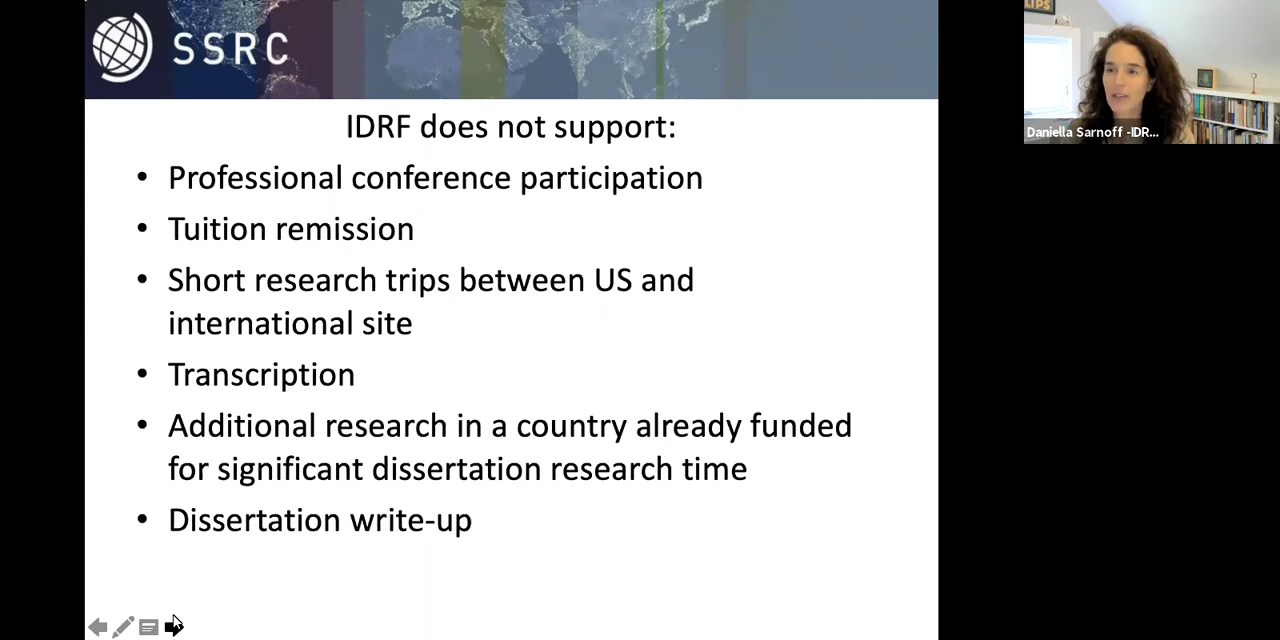 SSRC
IDRF does not support:
• Professional conference participation
• Tuition remission
• Short research trips between US and
international site
• Transcription
• Additional research in a country already funded
for significant dissertation research time
• Dissertation write-up
LIPS
Daniella Sarnoff -IDR...